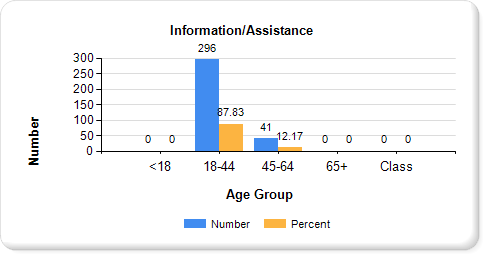 Information/Assistance
Number
300
250
200
150
100
50
0
0 0
296
87.83
41
12.17
0 0
0 0
<18 18-44 45-64 65+ Class
Age Group
Number Percent